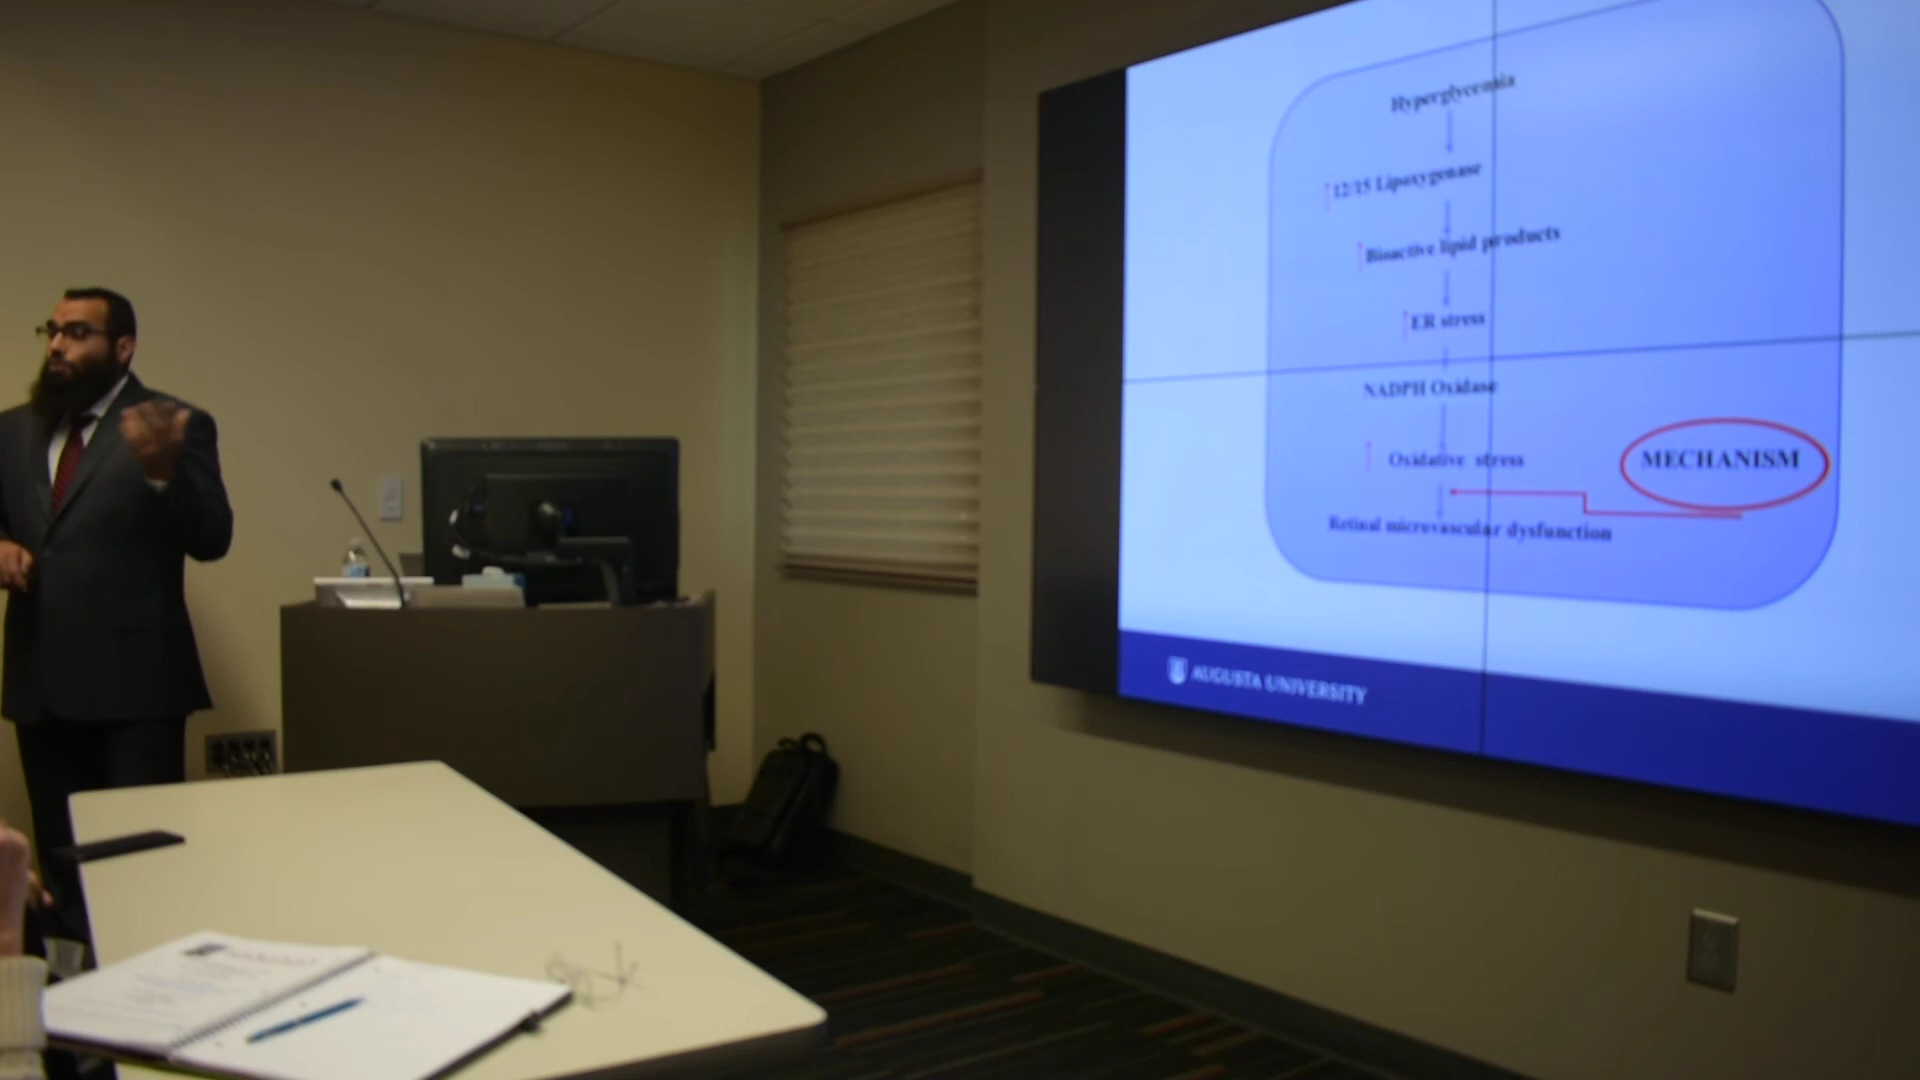 Hyperglycemia
12/15 Lipoxygenase
Bioactive lipid products
ER stress
NADPH Oxidase
Oxidative stress
MECHANISM
Retinal microvascular dysfunction
AUGUSTA UNIVERSITY